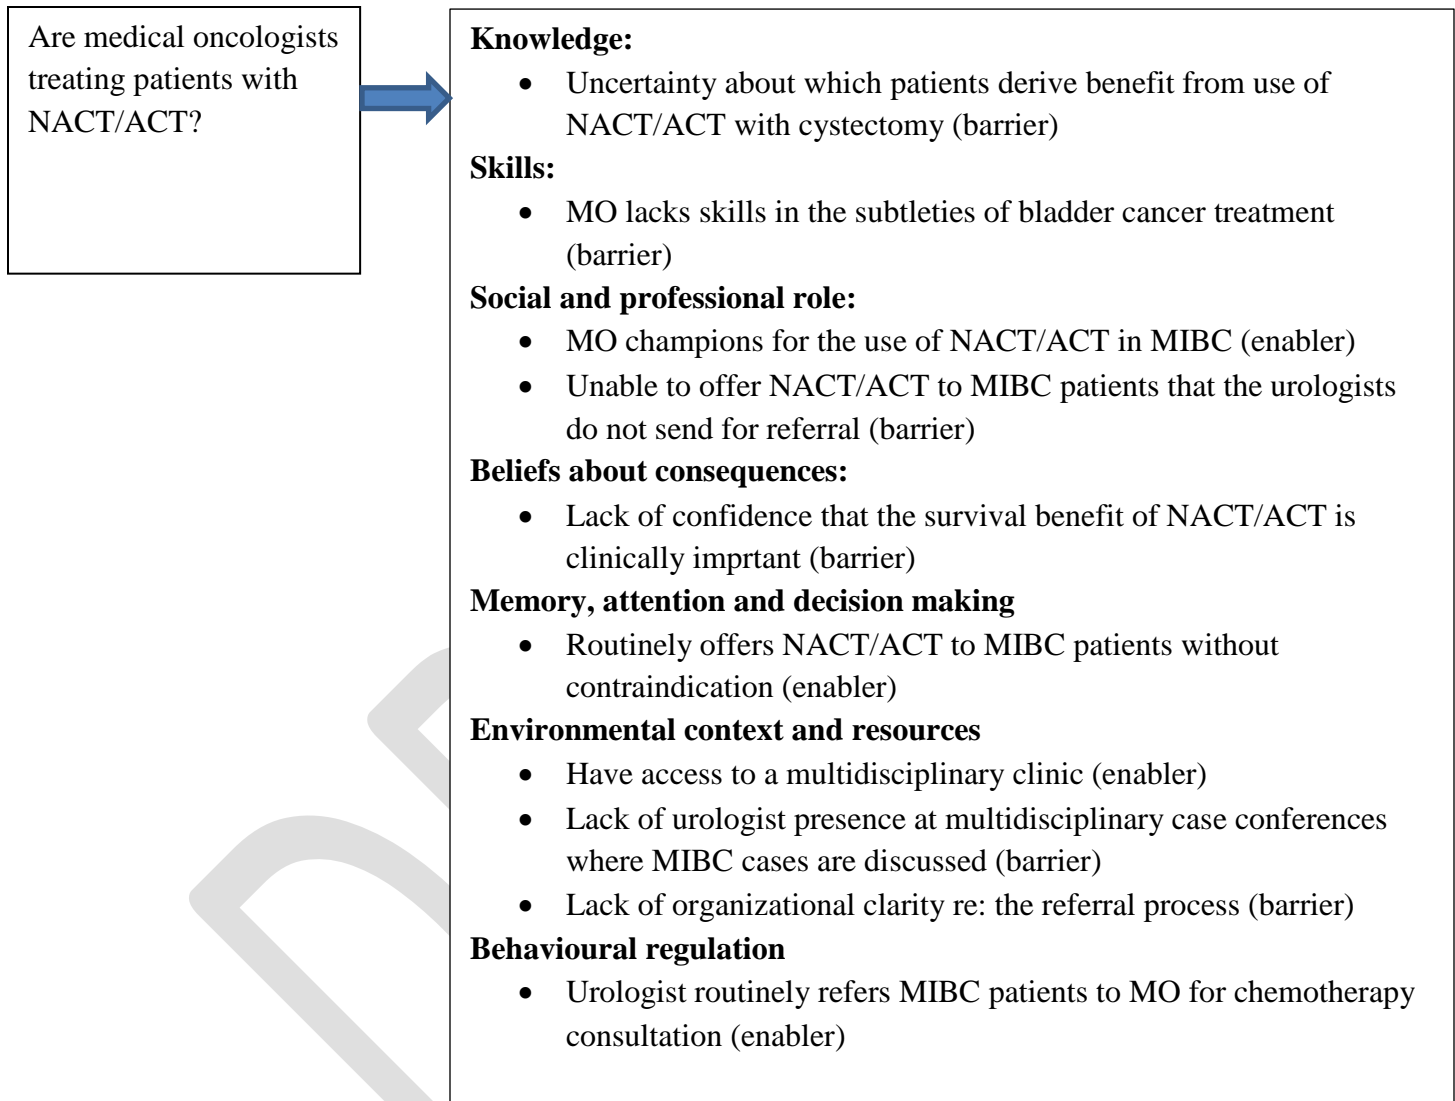 Are medical oncologists
treating patients with
NACT/ACT?
Knowledge:
• Uncertainty about which patients derive benefit from use of
NACT/ACT with cystectomy (barrier)
Skills:
• MO lacks skills in the subtleties of bladder cancer treatment
(barrier)
Social and professional role:
• MO champions for the use of NACT/ACT in MIBC (enabler)
• Unable to offer NACT/ACT to MIBC patients that the urologists
do not send for referral (barrier)
Beliefs about consequences:
• Lack of confidence that the survival benefit of NACT/ACT is
clinically imprtant (barrier)
Memory, attention and decision making
• Routinely offers NACT/ACT to MIBC patients without
contraindication (enabler)
Environmental context and resources
• Have access to a multidisciplinary clinic (enabler)
• Lack of urologist presence at multidisciplinary case conferences
where MIBC cases are discussed (barrier)
• Lack of organizational clarity re: the referral process (barrier)
Behavioural regulation
• Urologist routinely refers MIBC patients to MO for chemotherapy
consultation (enabler)